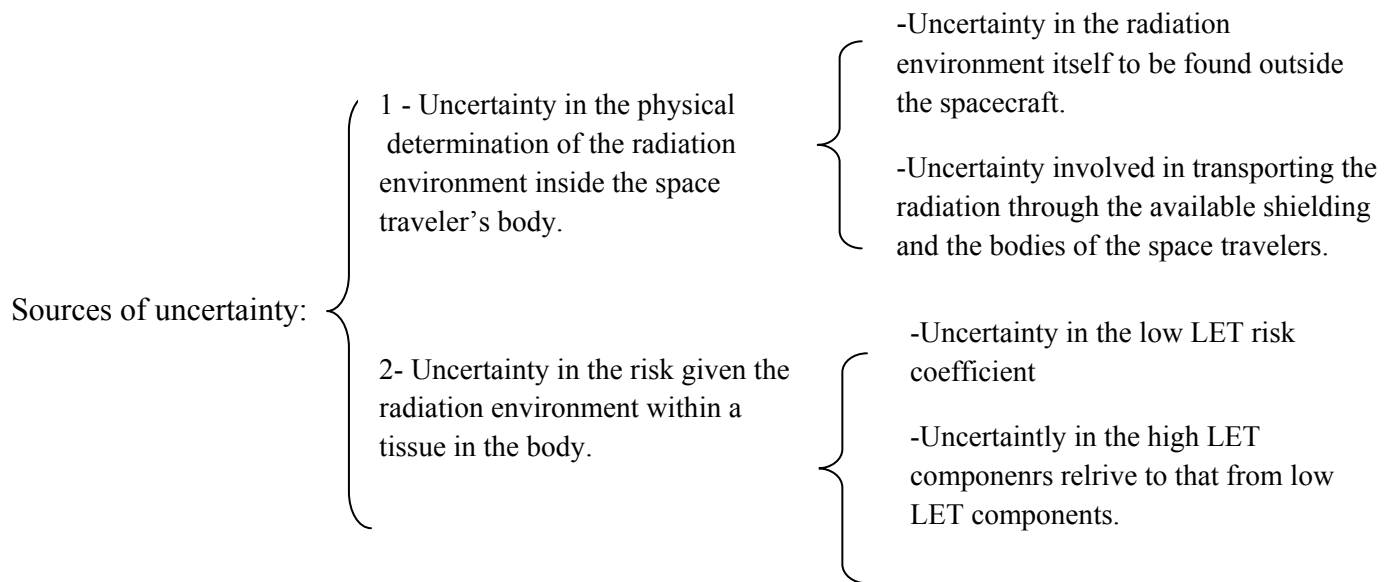 Sources of uncertainty:
1 - Uncertainty in the physical
determination of the radiation
environment inside the space
traveler’s body.
-Uncertainty in the radiation
environment itself to be found outside
the spacecraft.
-Uncertainty involved in transporting the
radiation through the available shielding
and the bodies of the space travelers.
2- Uncertainty in the risk given the
radiation environment within a
tissue in the body.
-Uncertainty in the low LET risk
coefficient
-Uncertaintly in the high LET
componenrs relrive to that from low
LET components.